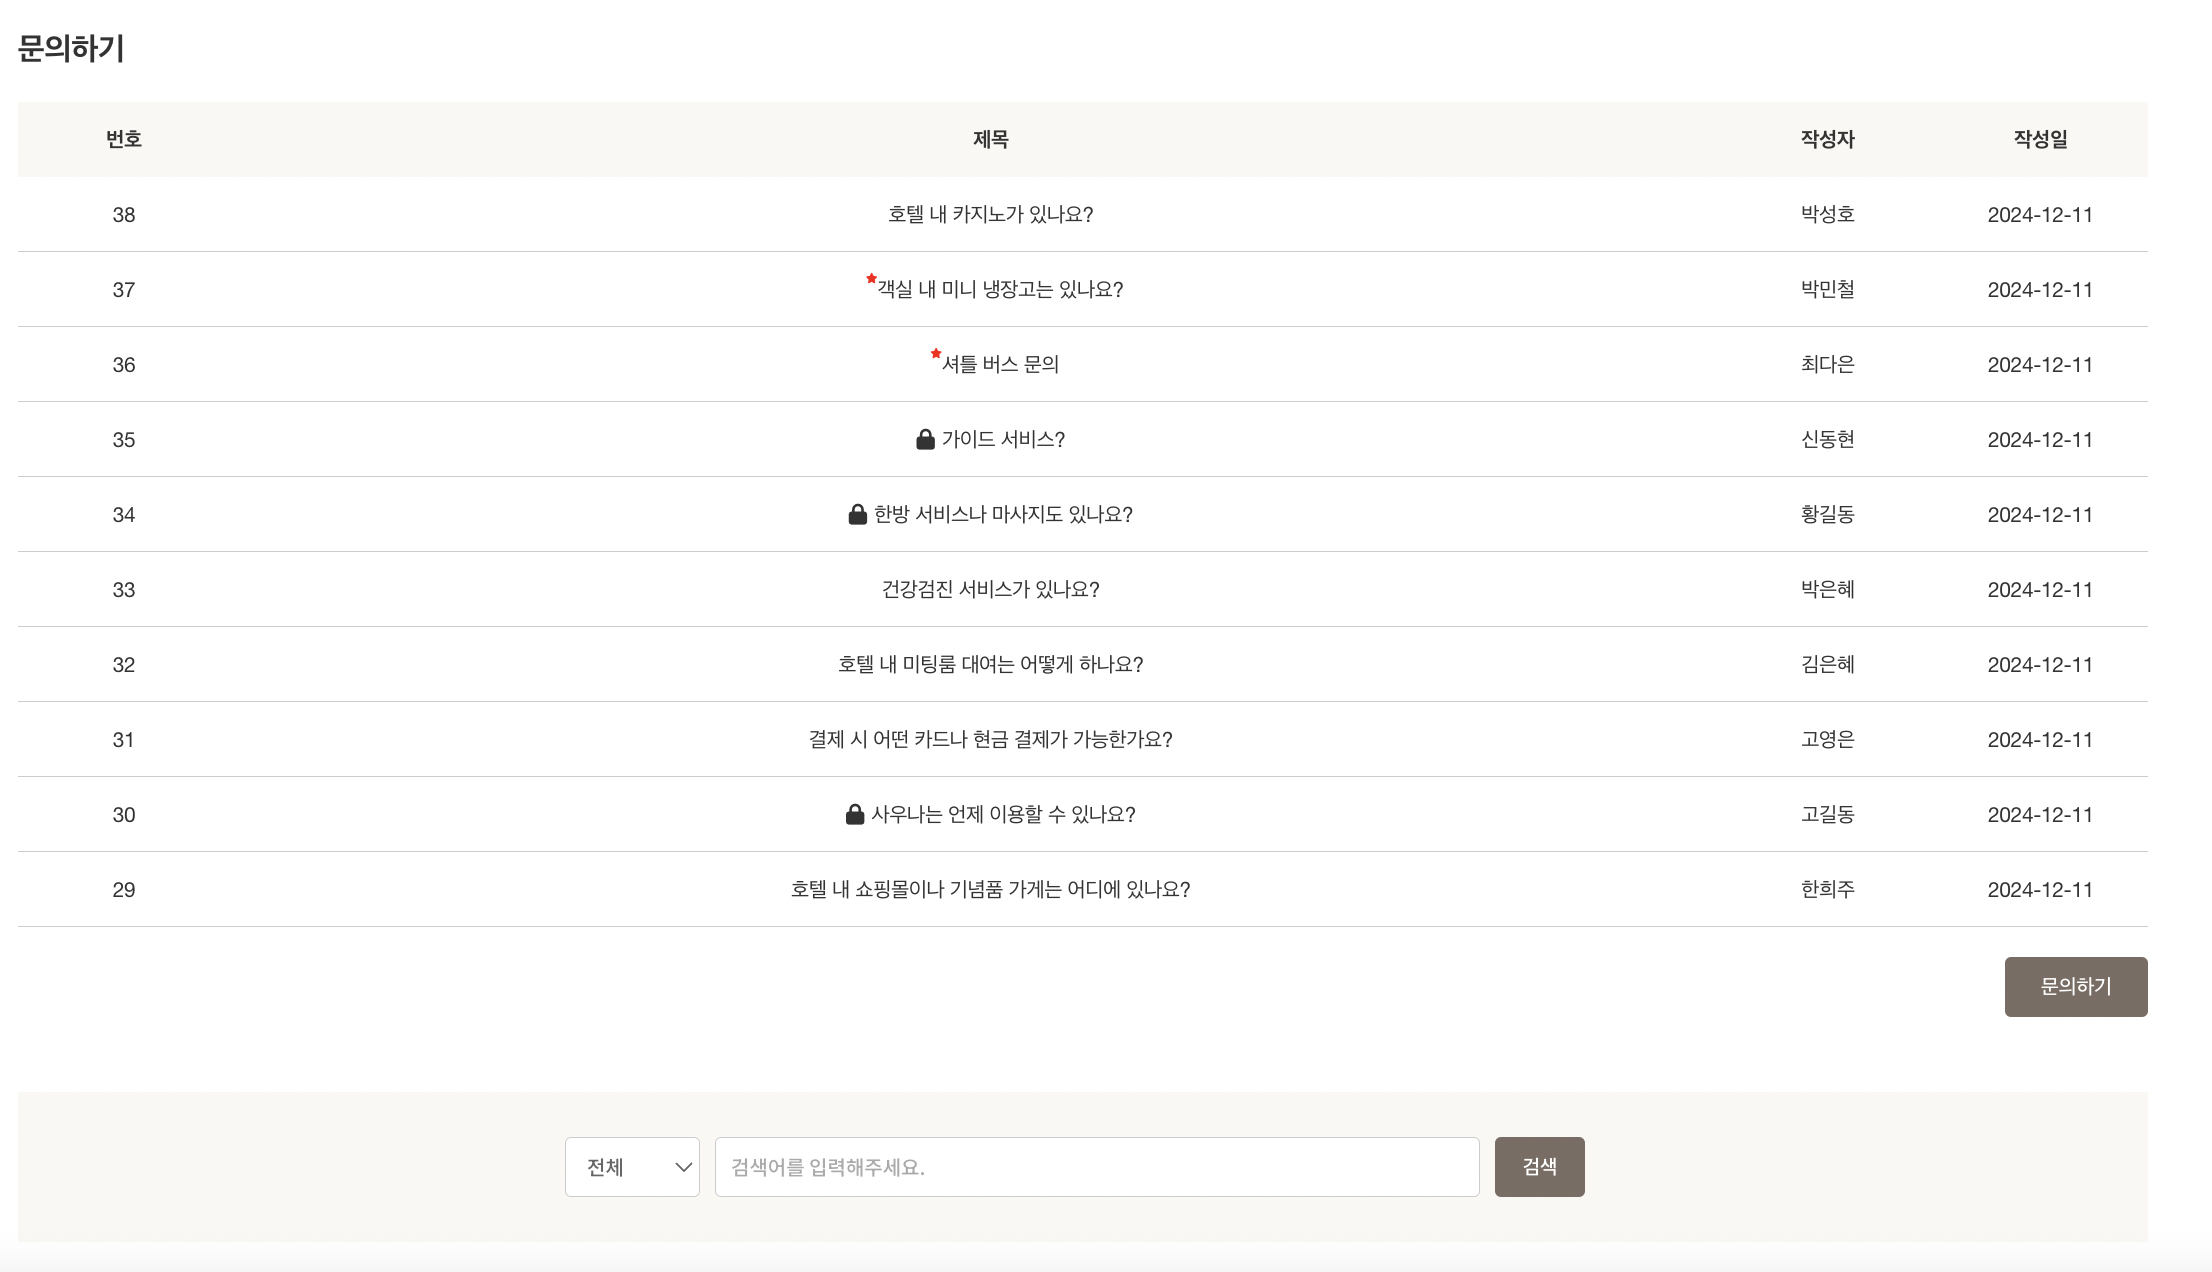 문의하기
번호 제목 작성자 작성일
38 호텔 내 카지노가 있나요? 박성호 2024-12-11
37 객실 내 미니 냉장고는 있나요? 박민철 2024-12-11
36 셔틀 버스 문의 최다은 2024-12-11
35 가이드 서비스? 신동현 2024-12-11
34 한방 서비스나 마사지도 있나요? 황길동 2024-12-11
33 건강검진 서비스가 있나요? 박은혜 2024-12-11
32 호텔 내 미팅룸 대여는 어떻게 하나요? 김은혜 2024-12-11
31 결제 시 어떤 카드나 현금 결제가 가능한가요? 고영은 2024-12-11
30 사우나는 언제 이용할 수 있나요? 고길동 2024-12-11
29 호텔 내 쇼핑몰이나 기념품 가게는 어디에 있나요? 한희주 2024-12-11
문의하기
전체 검색어를 입력해주세요. 검색